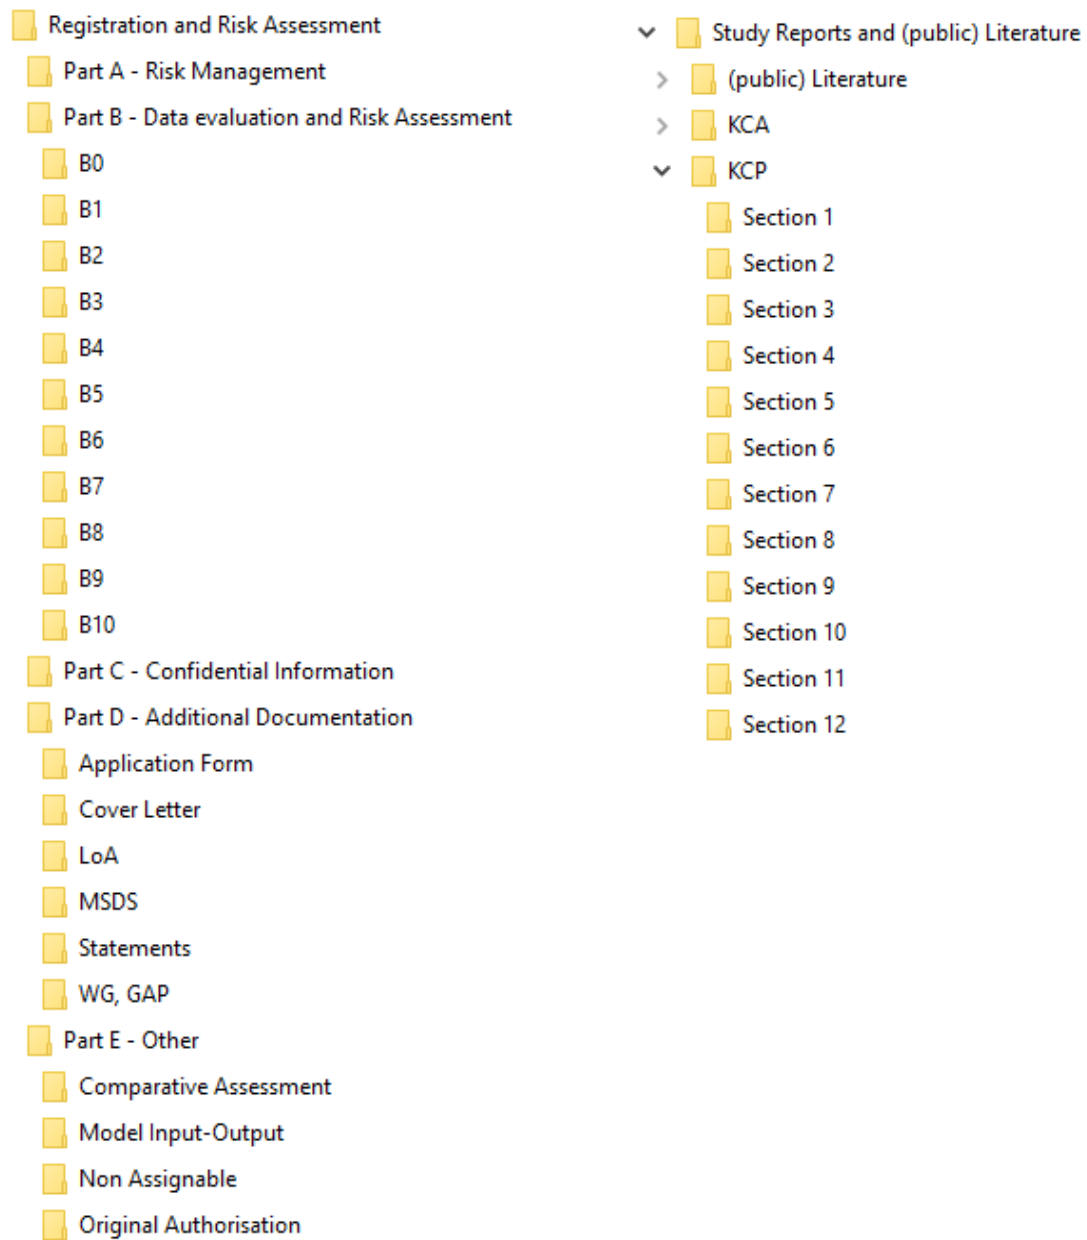 Registration and Risk Assessment
Part A - Risk Management
Part B - Data evaluation and Risk Assessment
B0
B1
B2
B3
B4
B5
B6
B7
B8
B9
B10
Part C - Confidential Information
Part D - Additional Documentation
Application Form
Cover Letter
LoA
MSDS
Statements
WG, GAP
Part E - Other
Comparative Assessment
Model Input-Output
Non Assignable
Original Authorisation
Study Reports and (public) Literature
(public) Literature
KCA
KCP
Section 1
Section 2
Section 3
Section 4
Section 5
Section 6
Section 7
Section 8
Section 9
Section 10
Section 11
Section 12